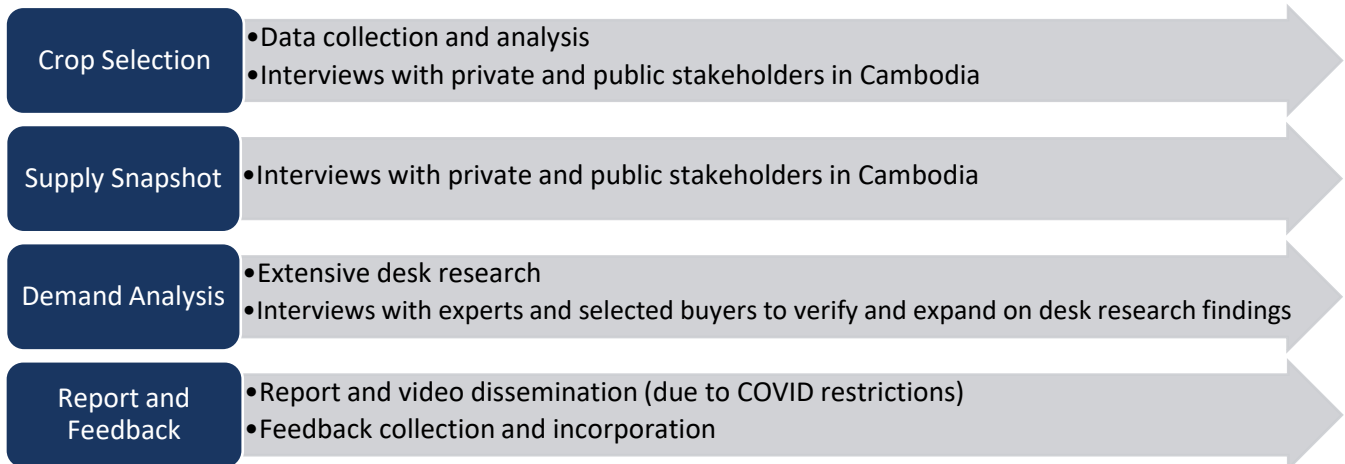 Crop Selection
•Data collection and analysis
•Interviews with private and public stakeholders in Cambodia
Supply Snapshot
•Interviews with private and public stakeholders in Cambodia
Demand Analysis
•Extensive desk research
•Interviews with experts and selected buyers to verify and expand on desk research findings
Report and
Feedback
•Report and video dissemination (due to COVID restrictions)
•Feedback collection and incorporation